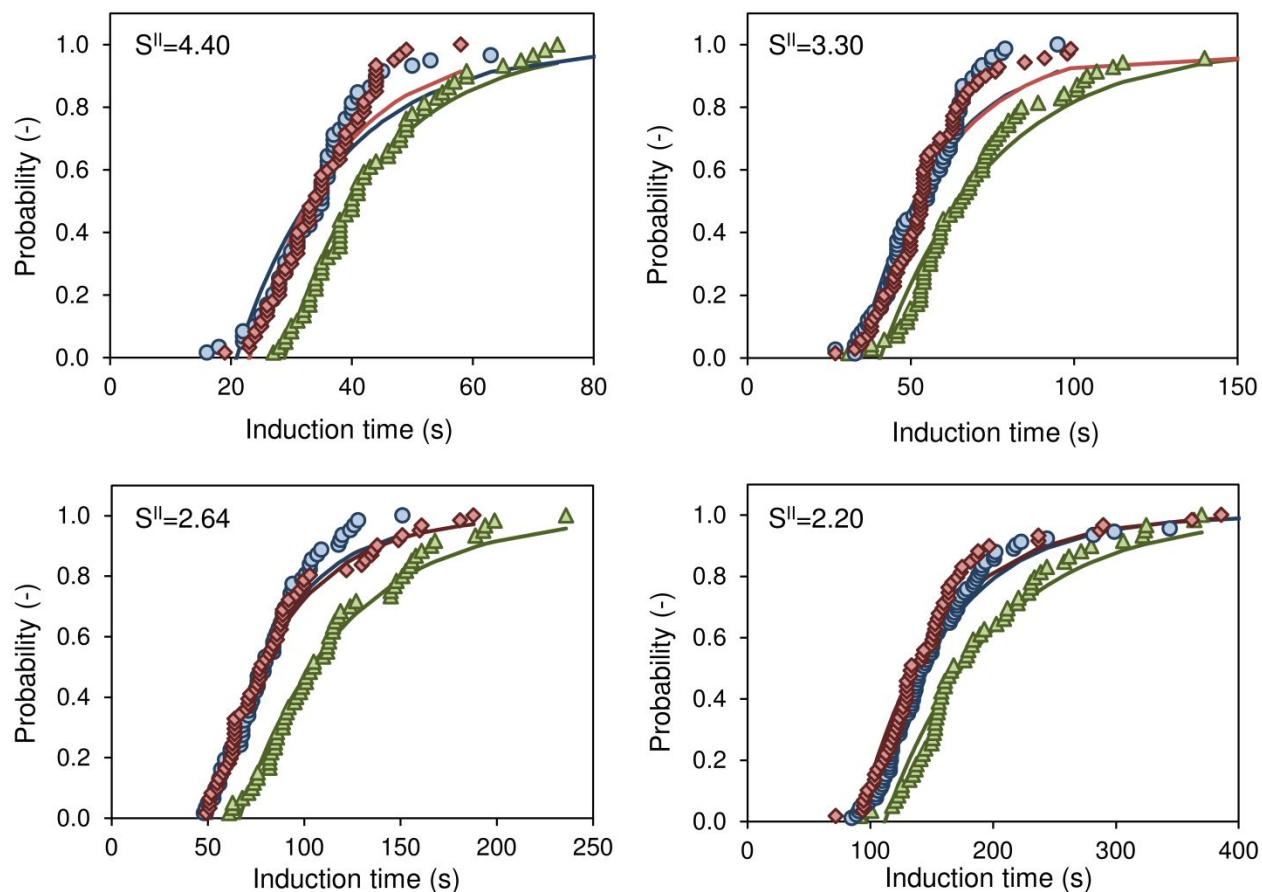 S^II=4.40
1.0
0.8
0.6
0.4
0.2
0.0
Probability (-)
0 20 40 60 80
Induction time (s)
S^II=3.30
1.0
0.8
0.6
0.4
0.2
0.0
Probability (-)
0 50 100 150
Induction time (s)
S^II=2.64
1.0
0.8
0.6
0.4
0.2
0.0
Probability (-)
0 50 100 150 200 250
Induction time (s)
S^II=2.20
1.0
0.8
0.6
0.4
0.2
0.0
Probability (-)
0 100 200 300 400
Induction time (s)